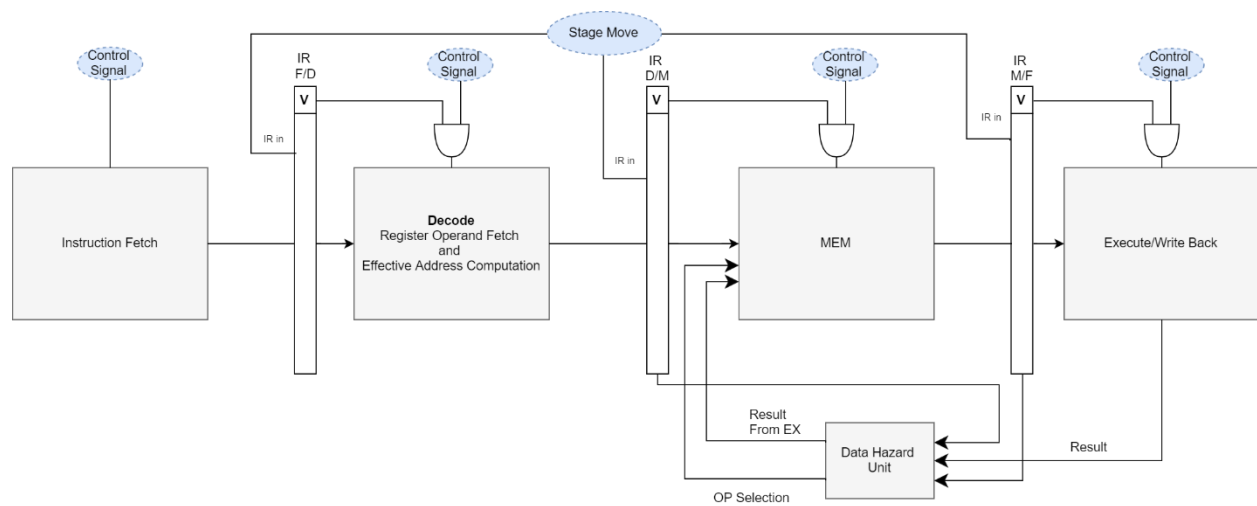 Stage Move
Control
Signal
IR
F/D
Control
Signal
IR
D/M
Control
Signal
IR
M/F
Control
Signal
V
V
V
IR in
IR in
IR in
Instruction Fetch
Decode
Register Operand Fetch
and
Effective Address Computation
MEM
Execute/Write Back
Result
From EX
Data Hazard
Unit
Result
OP Selection